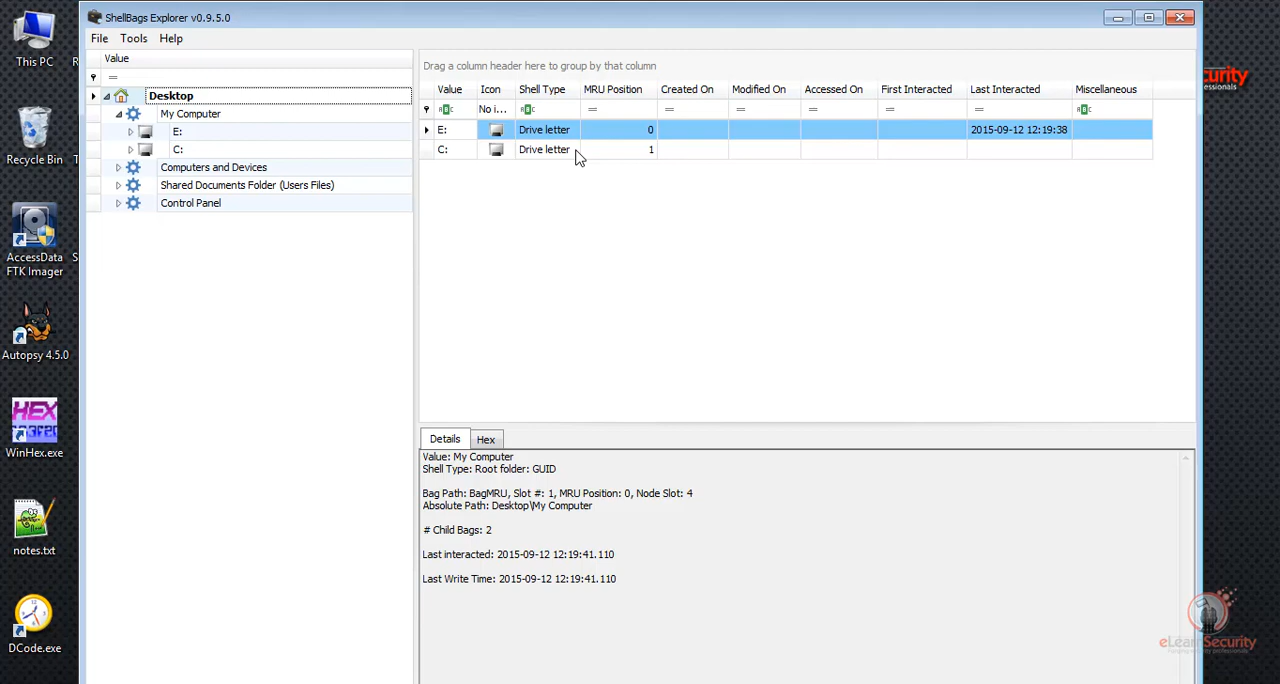 ShellBags Explorer v0.9.5.0
File Tools Help
Value
=
Desktop
My Computer
E:
C:
Computers and Devices
Shared Documents Folder (Users Files)
Control Panel
Drag a column header here to group by that column
Value Icon Shell Type MRU Position Created On Modified On Accessed On First Interacted Last Interacted Miscellaneous
No i... = = = = = =
E: Drive letter 0 2015-09-12 12:19:38
C: Drive letter 1
Details Hex
Value: My Computer
Shell Type: Root folder: GUID
Bag Path: BagMRU, Slot #: 1, MRU Position: 0, Node Slot: 4
Absolute Path: Desktop\My Computer
# Child Bags: 2
Last interacted: 2015-09-12 12:19:41.110
Last Write Time: 2015-09-12 12:19:41.110
This PC
Recycle Bin
AccessData
FTK Imager
Autopsy 4.5.0
HEX
WinHex.exe
notes.txt
DCode.exe
eLearnSecurity